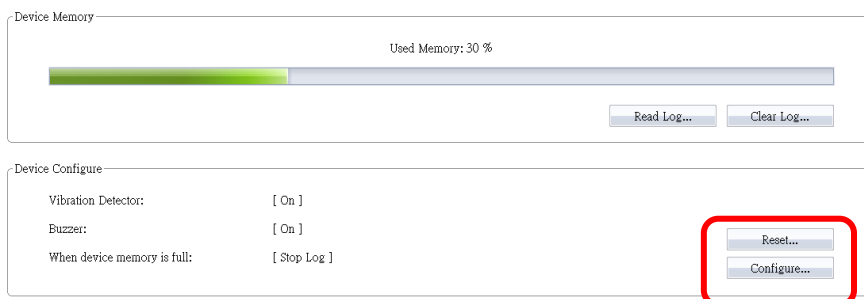 Device Memory
Used Memory: 30 %
Read Log... Clear Log...
Device Configure
Vibration Detector: [ On ]
Buzzer: [ On ]
Reset...
When device memory is full: [ Stop Log ]
Configure...